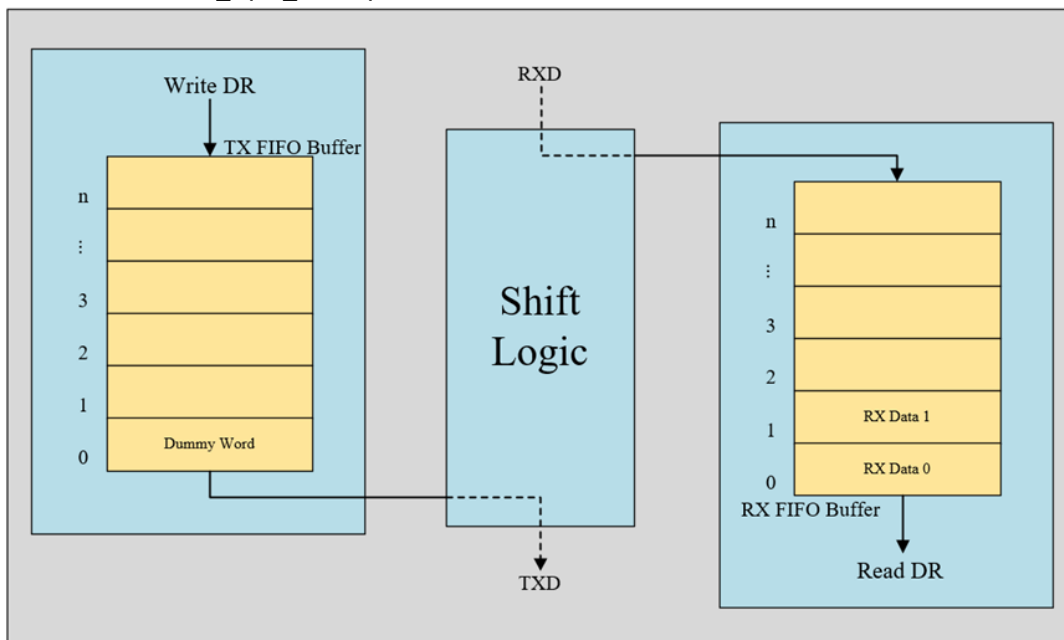 Write DR
TX FIFO Buffer
n
⋮
3
2
1
0
Dummy Word
RXD
Shift
Logic
TXD
n
⋮
3
2
1
0
RX Data 1
RX Data 0
RX FIFO Buffer
Read DR